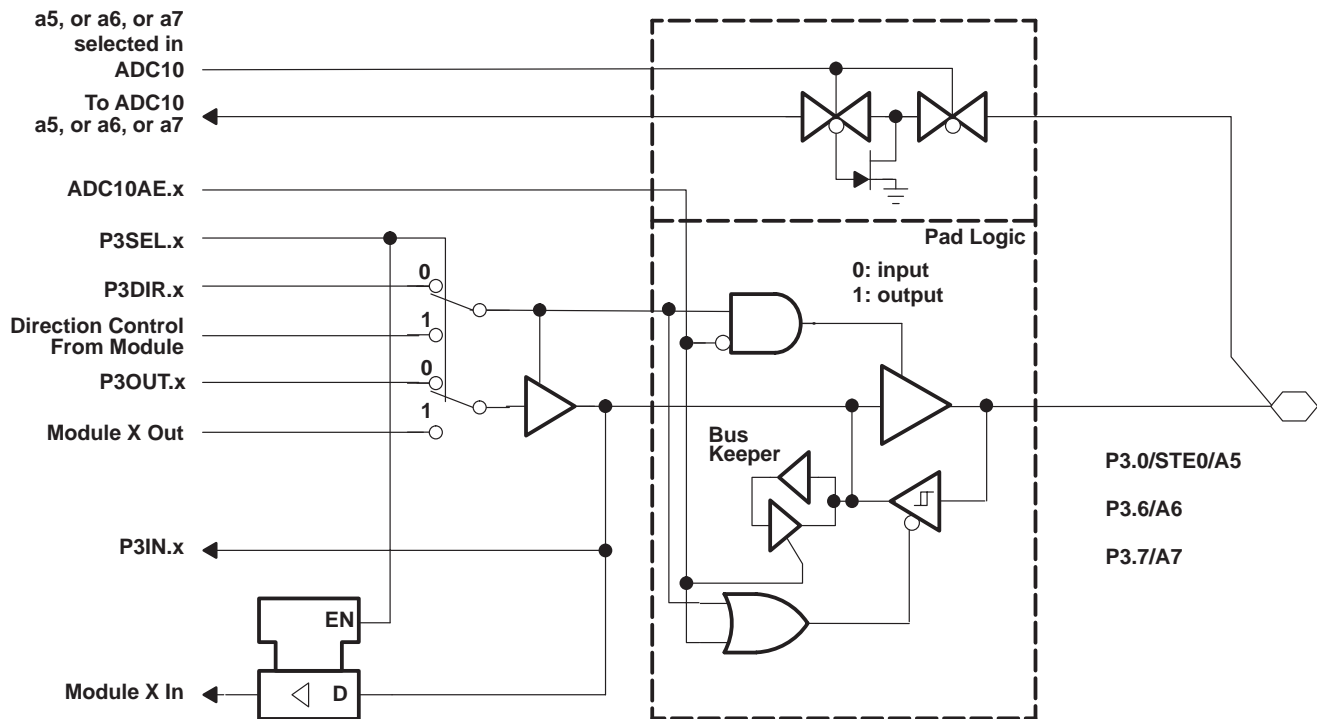 a5, or a6, or a7
selected in
ADC10
To ADC10
a5, or a6, or a7
ADC10AE.x
P3SEL.x
Pad Logic
0
0: input
P3DIR.x
1: output
1
Direction Control
From Module
0
P3OUT.x
1
Module X Out
Bus
Keeper
P3.0/STE0/A5
P3.6/A6
P3IN.x
P3.7/A7
EN
Module X In
D